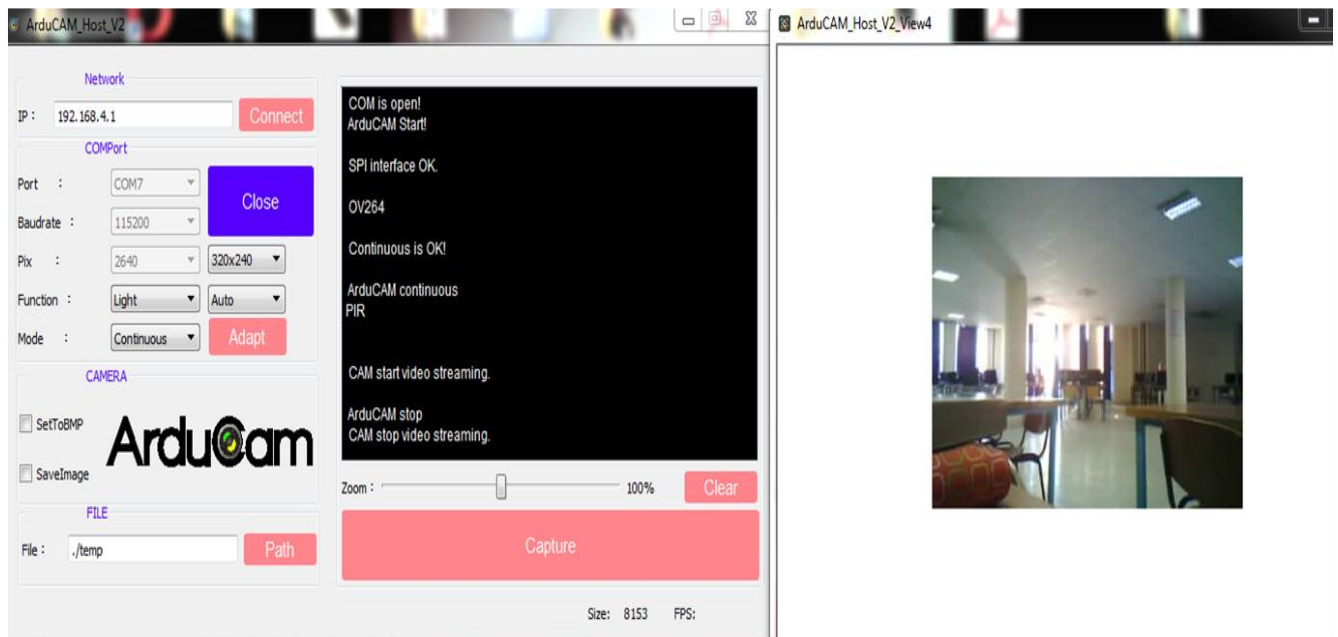 ArduCAM_Host_V2
Network
IP : 192.168.4.1 Connect
COMPort
Port : COM7 Close
Baudrate : 115200
Pix : 2640 320x240
Function : Light Auto
Mode : Continuous Adapt
CAMERA
SetToBMP
SaveImage
ArduCam
FILE
File : ./temp Path
COM is open!
ArduCAM Start!
SPI interface OK.
OV264
Continuous is OK!
ArduCAM continuous
PIR
CAM start video streaming.
ArduCAM stop
CAM stop video streaming.
Zoom : 100% Clear
Capture
Size: 8153 FPS:
ArduCAM_Host_V2_View4